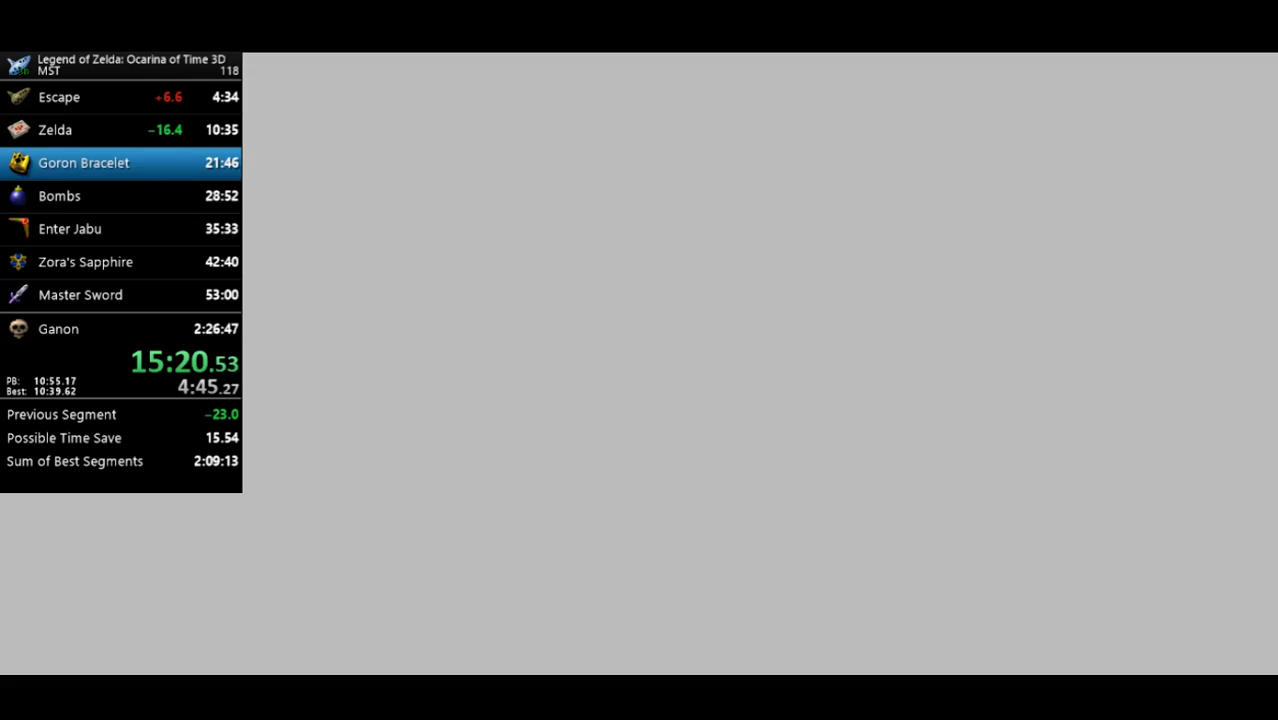 Legend of Zelda: Ocarina of Time 3D
MST 118
Escape +6.6 4:34
Zelda −16.4 10:35
Goron Bracelet 21:46
Bombs 28:52
Enter Jabu 35:33
Zora's Sapphire 42:40
Master Sword 53:00
Ganon 2:26:47
15:20.53
PB: 10:55.17
Best: 10:39.62
4:45.27
Previous Segment −23.0
Possible Time Save 15.54
Sum of Best Segments 2:09:13